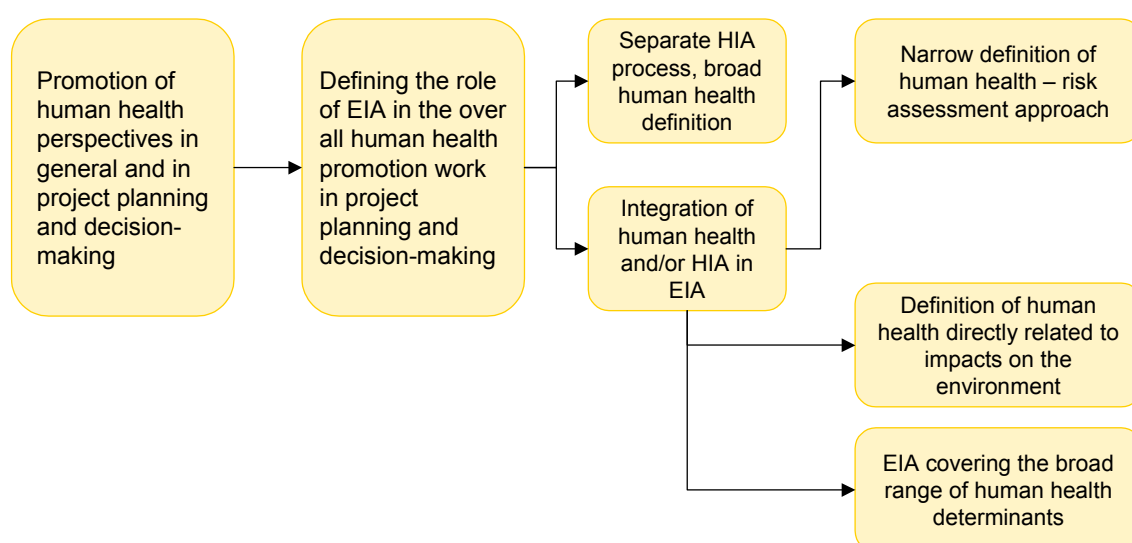 Promotion of
human health
perspectives in
general and in
project planning
and decision-
making
Defining the role
of EIA in the over
all human health
promotion work
in project
planning and
decision-making
Separate HIA
process, broad
human health
definition
Integration of
human health
and/or HIA in
EIA
Narrow definition of
human health – risk
assessment approach
Definition of human
health directly related to
impacts on the
environment
EIA covering the broad
range of human health
determinants